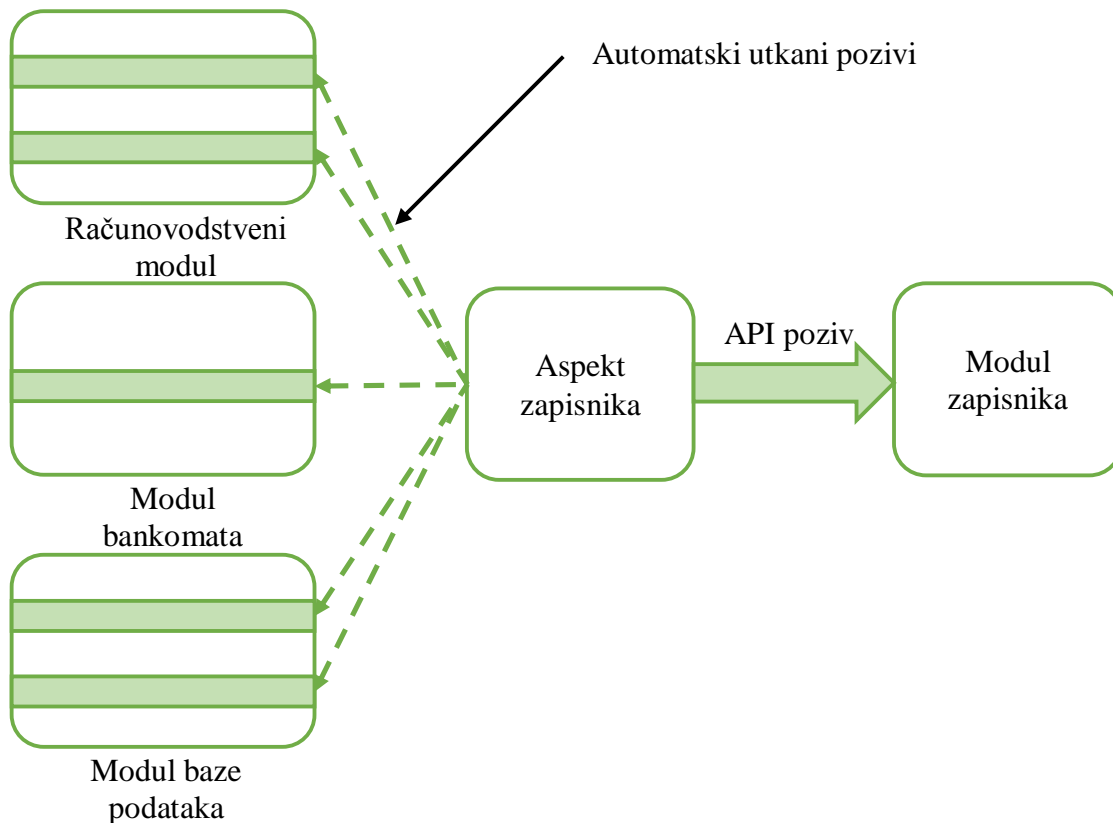 Automatski utkani pozivi
Računovodstveni
modul
API poziv
Aspekt
zapisnika
Modul
zapisnika
Modul
bankomata
Modul baze
podataka